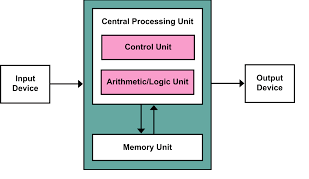 Central Processing Unit
Control Unit
Arithmetic/Logic Unit
Input
Device
Output
Device
Memory Unit